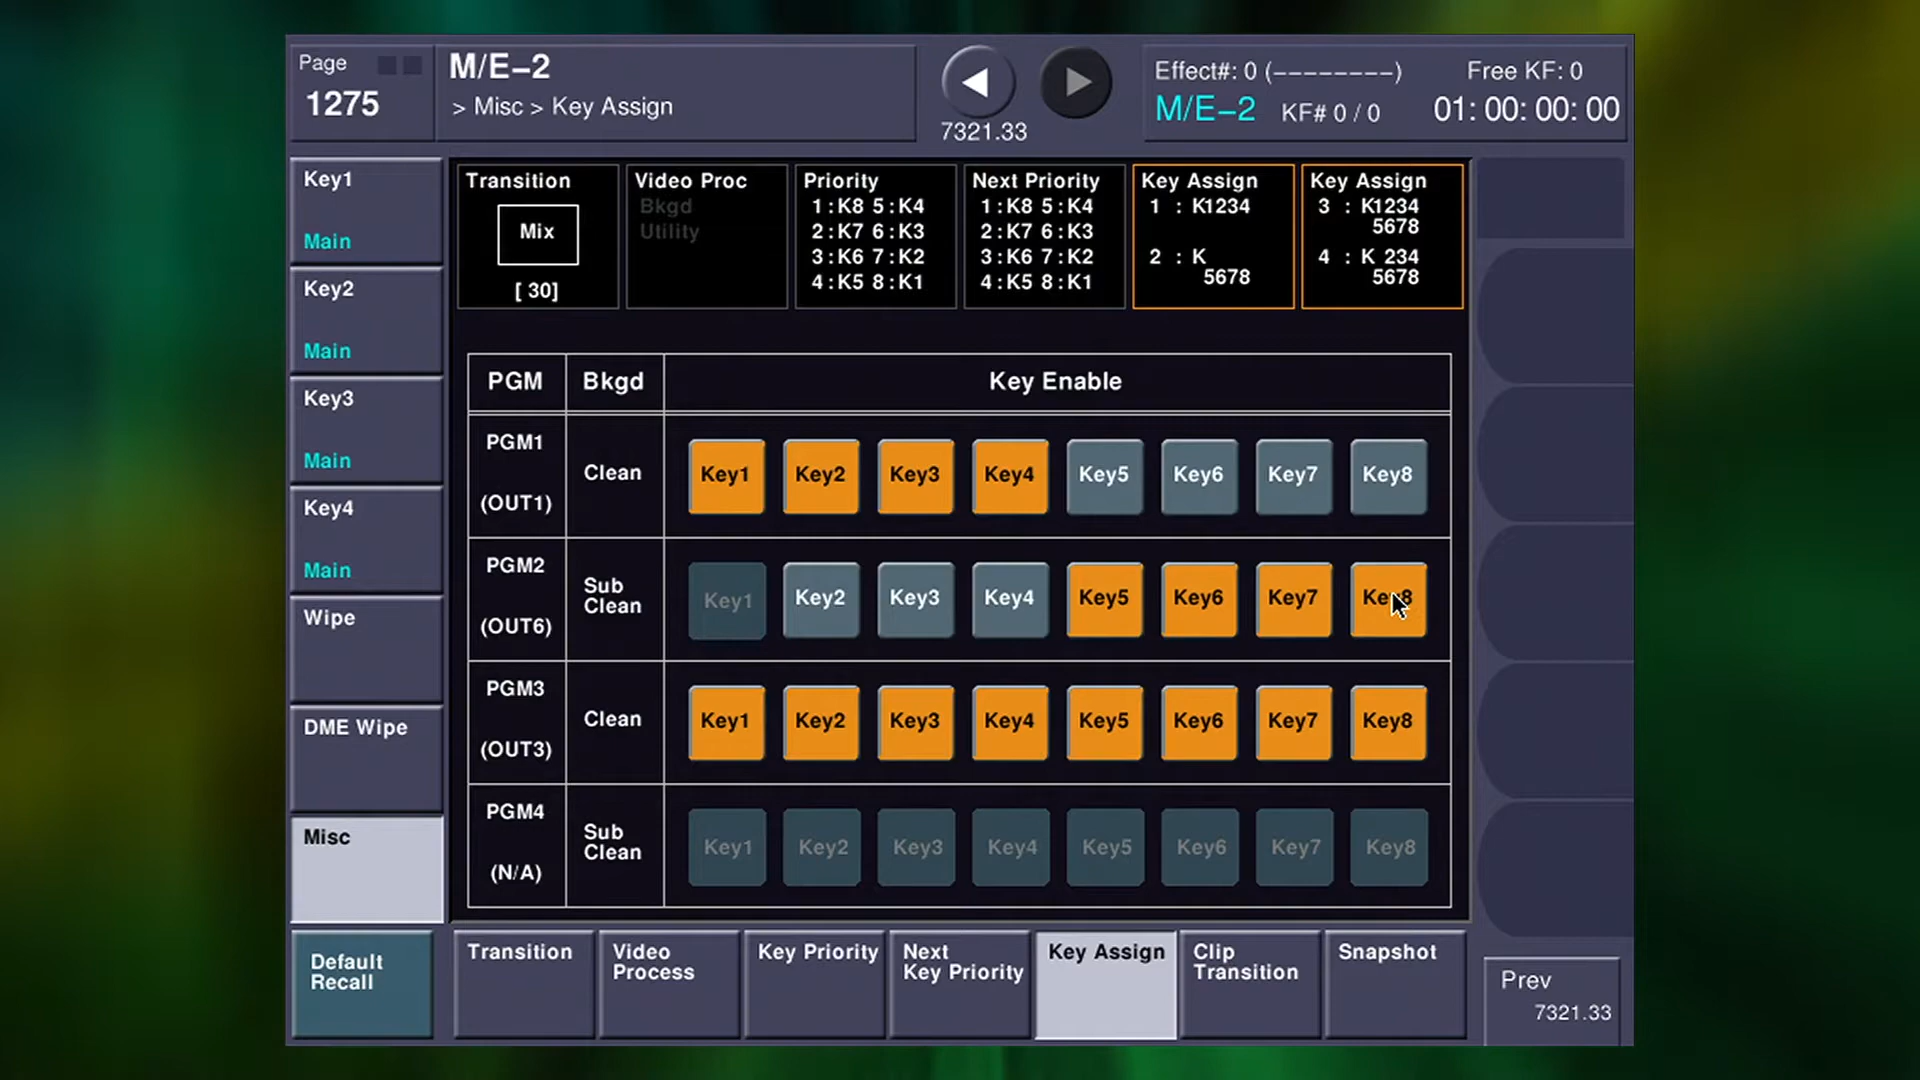 Page
1275
M/E–2
> Misc > Key Assign
7321.33
Effect#: 0 (––––––––)
Free KF: 0
M/E–2
KF# 0 / 0
01: 00: 00: 00
Key1
Main
Key2
Main
Key3
Main
Key4
Main
Wipe
DME Wipe
Misc
Default
Recall
Transition
Mix
[ 30]
Video Proc
Bkgd
Utility
Priority
1:K8 5:K4
2:K7 6:K3
3:K6 7:K2
4:K5 8:K1
Next Priority
1:K8 5:K4
2:K7 6:K3
3:K6 7:K2
4:K5 8:K1
Key Assign
1 : K1234
2 : K
5678
Key Assign
3 : K1234
5678
4 : K 234
5678
PGM Bkgd Key Enable
PGM1
(OUT1)
Clean
Key1 Key2 Key3 Key4 Key5 Key6 Key7 Key8
PGM2
(OUT6)
Sub
Clean
Key1 Key2 Key3 Key4 Key5 Key6 Key7 Key8
PGM3
(OUT3)
Clean
Key1 Key2 Key3 Key4 Key5 Key6 Key7 Key8
PGM4
(N/A)
Sub
Clean
Key1 Key2 Key3 Key4 Key5 Key6 Key7 Key8
Transition
Video
Process
Key Priority
Next
Key Priority
Key Assign
Clip
Transition
Snapshot
Prev
7321.33